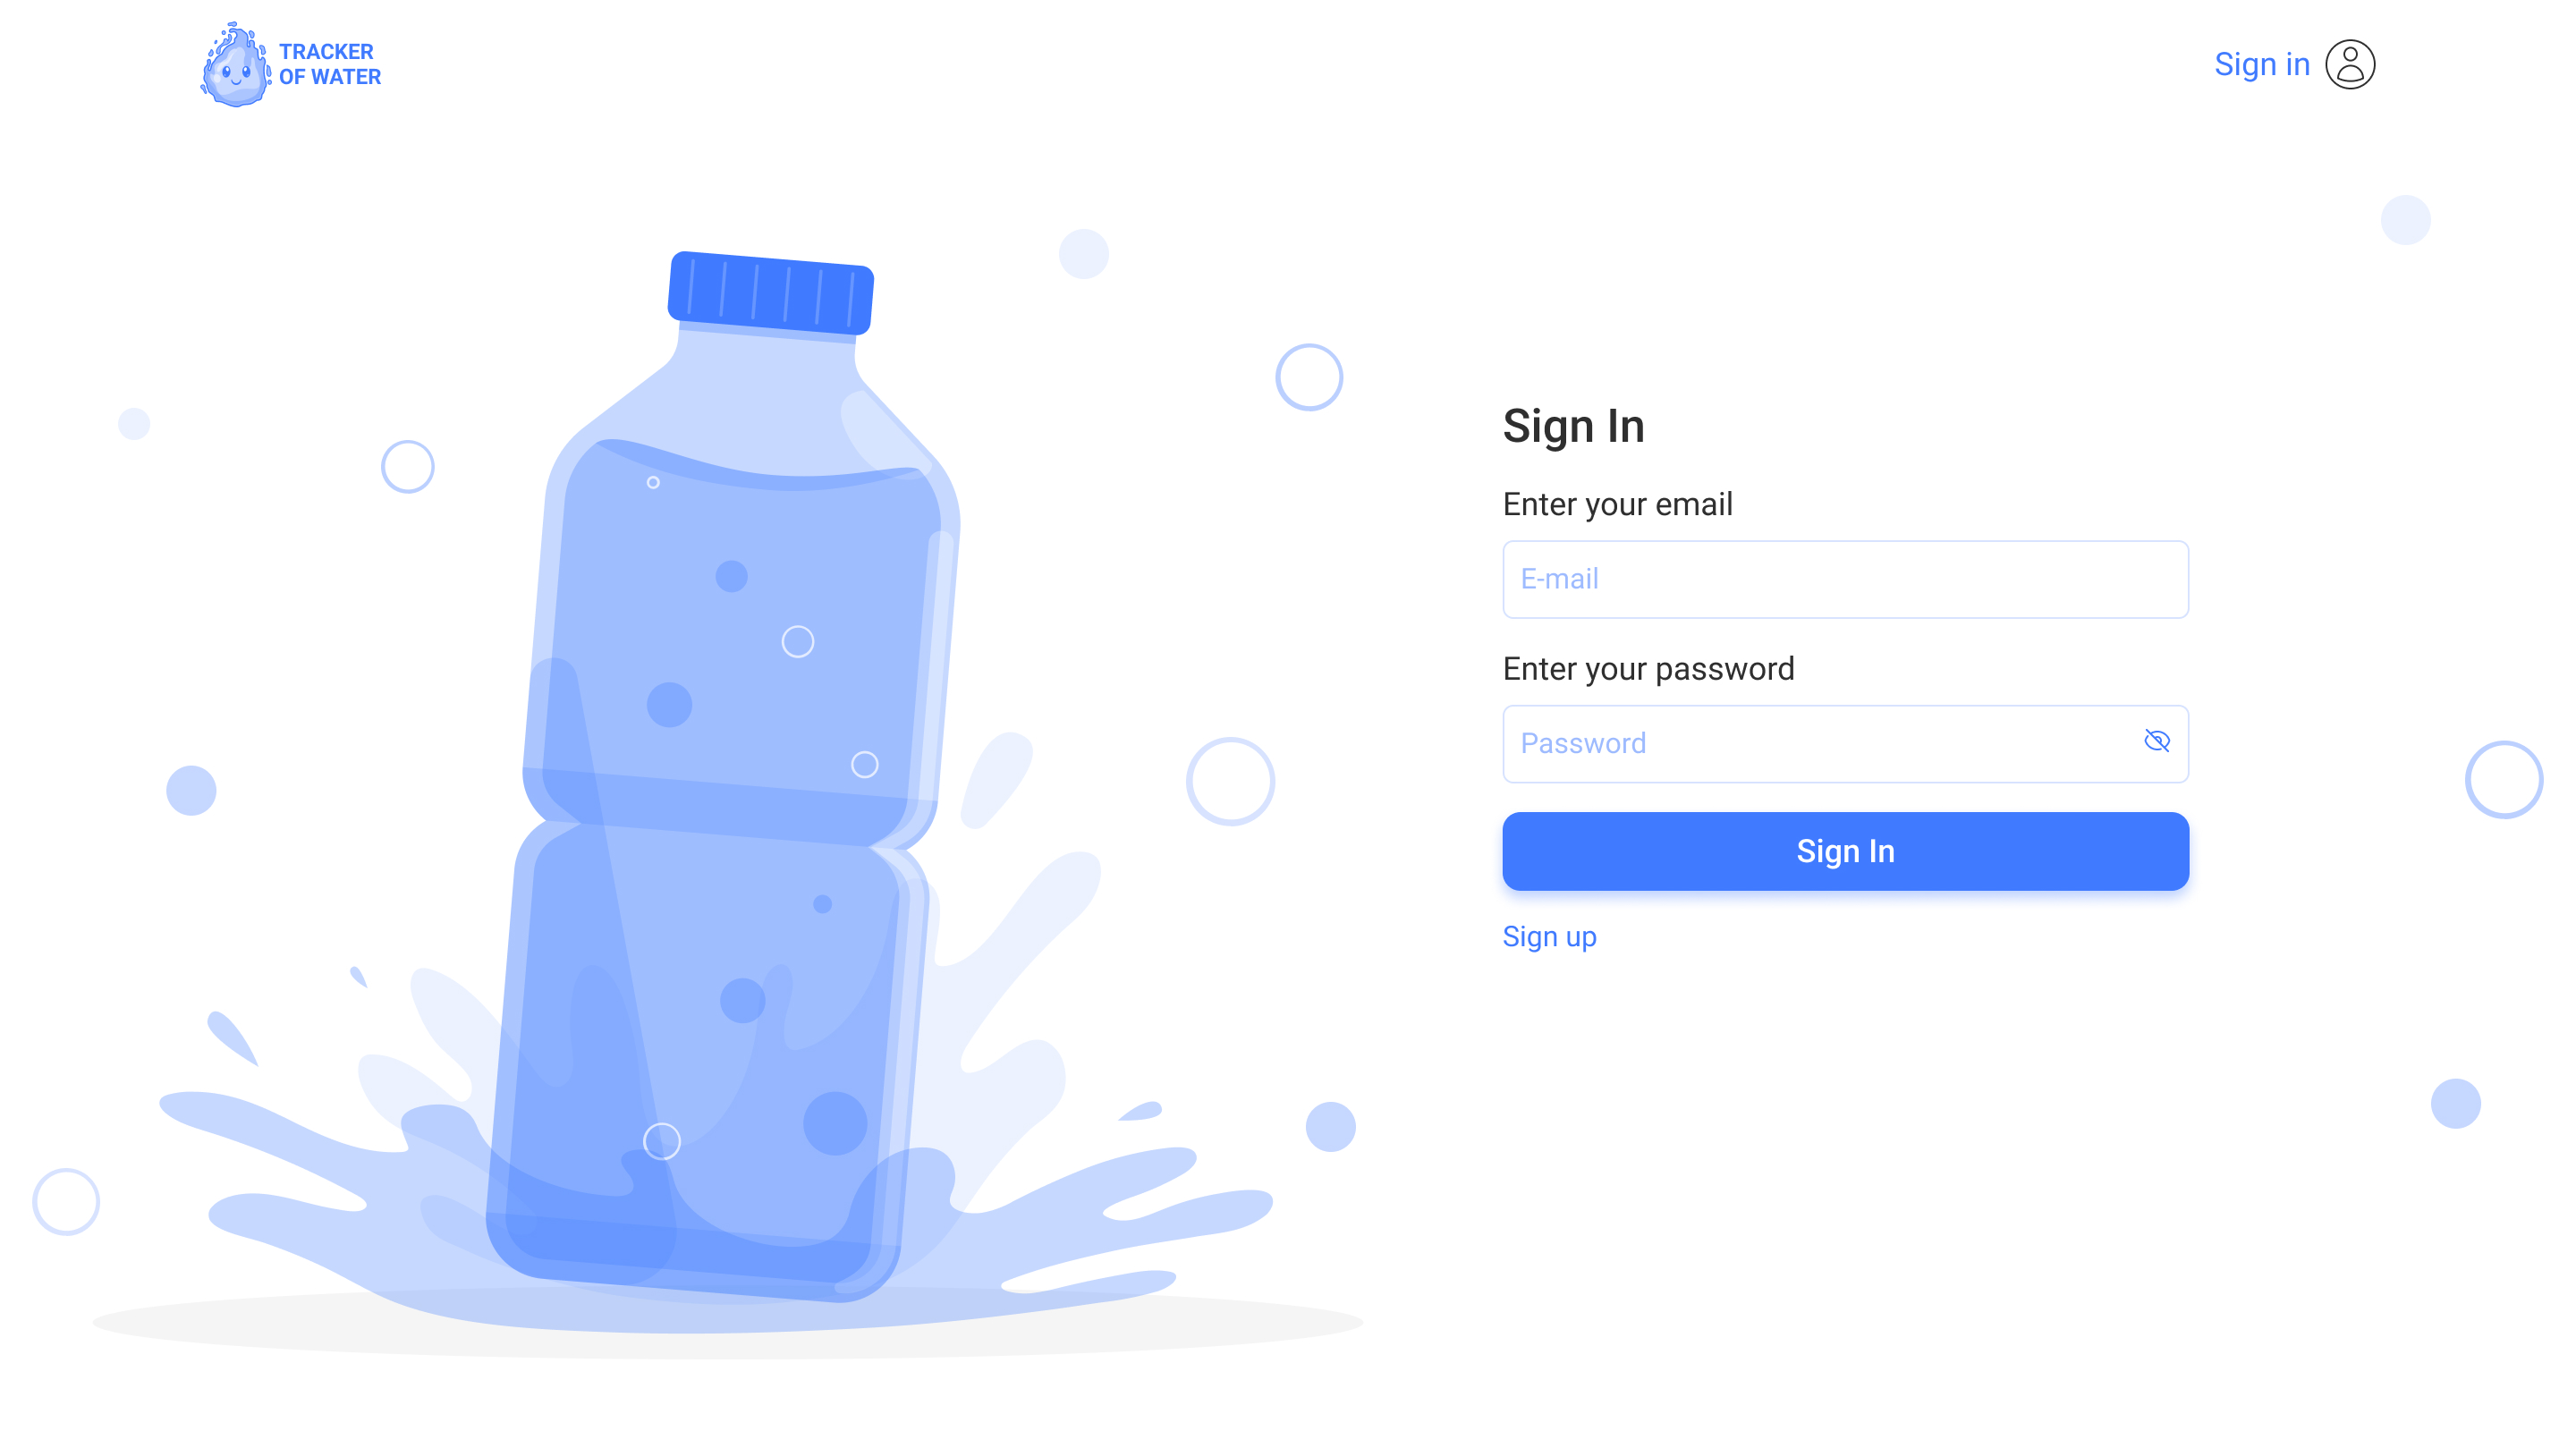 TRACKER
OF WATER
Sign in
Sign In
Enter your email
E-mail
Enter your password
Password
Sign In
Sign up